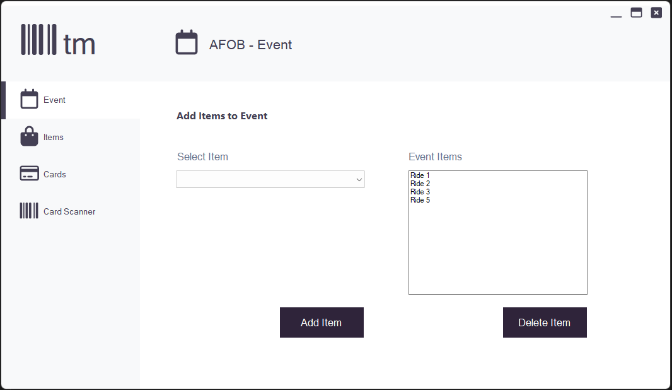 tm
AFOB - Event
Event
Items
Cards
Card Scanner
Add Items to Event
Select Item
Event Items
Ride 1
Ride 2
Ride 3
Ride 5
Add Item
Delete Item